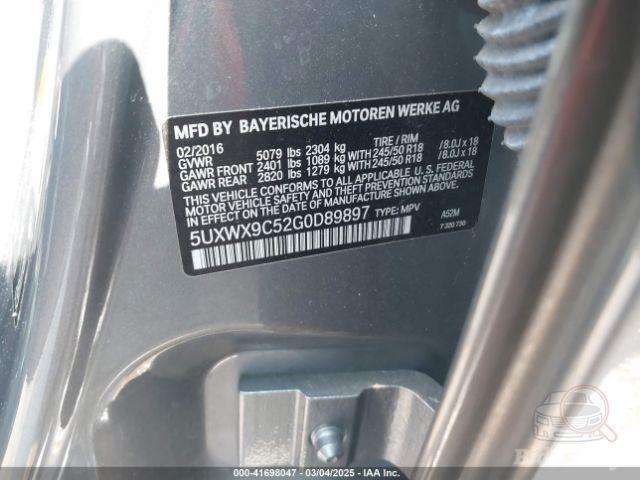 MFD BY BAYERISCHE MOTOREN WERKE AG
02/2016 TIRE / RIM
GVWR 5079 lbs 2304 kg
GAWR FRONT 2401 lbs 1089 kg WITH 245/50 R18 /8.0J x 18
GAWR REAR 2820 lbs 1279 kg WITH 245/50 R18 /8.0J x 18
THIS VEHICLE CONFORMS TO ALL APPLICABLE U.S. FEDERAL
MOTOR VEHICLE SAFETY AND THEFT PREVENTION STANDARDS
IN EFFECT ON THE DATE OF MANUFACTURE SHOWN ABOVE.
5UXWX9C52G0D89897 TYPE: MPV A52M
7 320 730
000-41698047 | 03/04/2025 | IAA Inc.